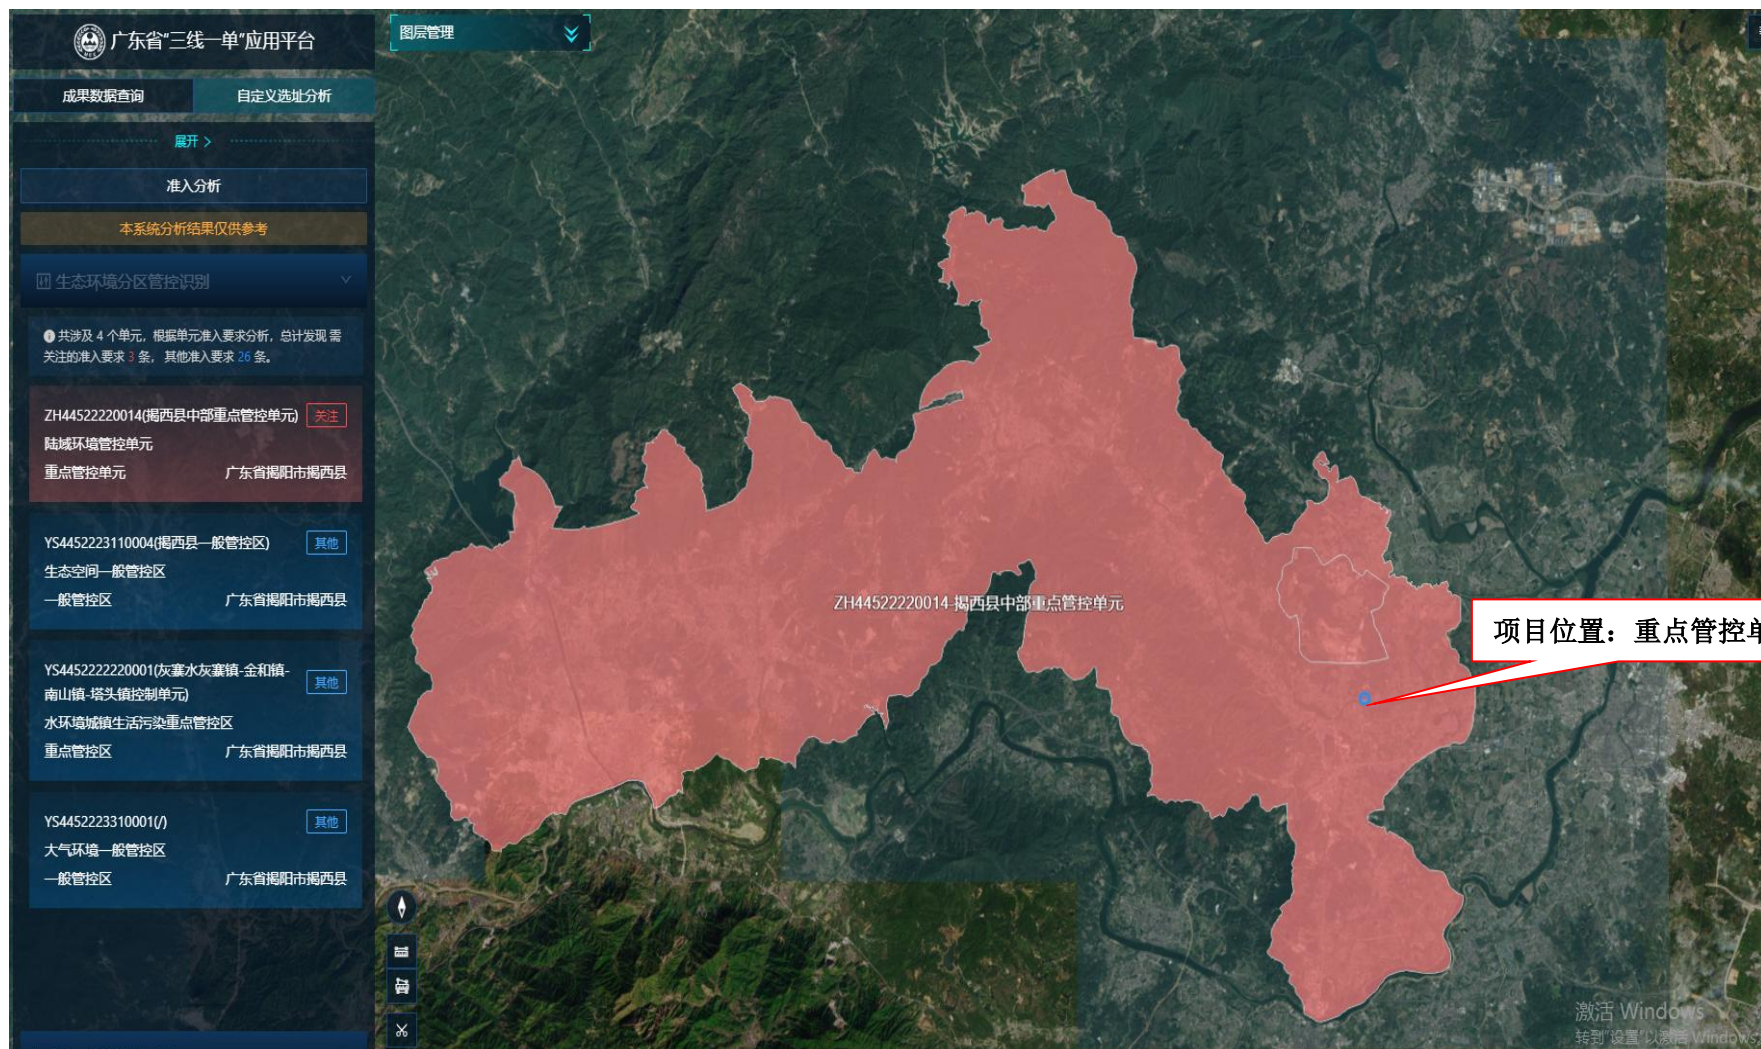 广东省“三线一单”应用平台
图层管理
成果数据查询
自定义选址分析
展开 >
准入分析
本系统分析结果仅供参考
生态环境分区管控识别
共涉及 4 个单元，根据单元准入要求分析，总计发现 需
关注的准入要求 3 条， 其他准入要求 26 条。
ZH44522220014(揭西县中部重点管控单元)
关注
陆域环境管控单元
重点管控单元
广东省揭阳市揭西县
YS4452223110004(揭西县一般管控区)
其他
生态空间一般管控区
一般管控区
广东省揭阳市揭西县
YS4452222220001(灰寨水灰寨镇-金和镇-
南山镇-塔头镇控制单元)
其他
水环境城镇生活污染重点管控区
重点管控区
广东省揭阳市揭西县
YS4452223310001(/)
其他
大气环境一般管控区
一般管控区
广东省揭阳市揭西县
ZH44522220014-揭西县中部重点管控单元
项目位置：重点管控单
激活 Windows
转到"设置"以激活 Windows